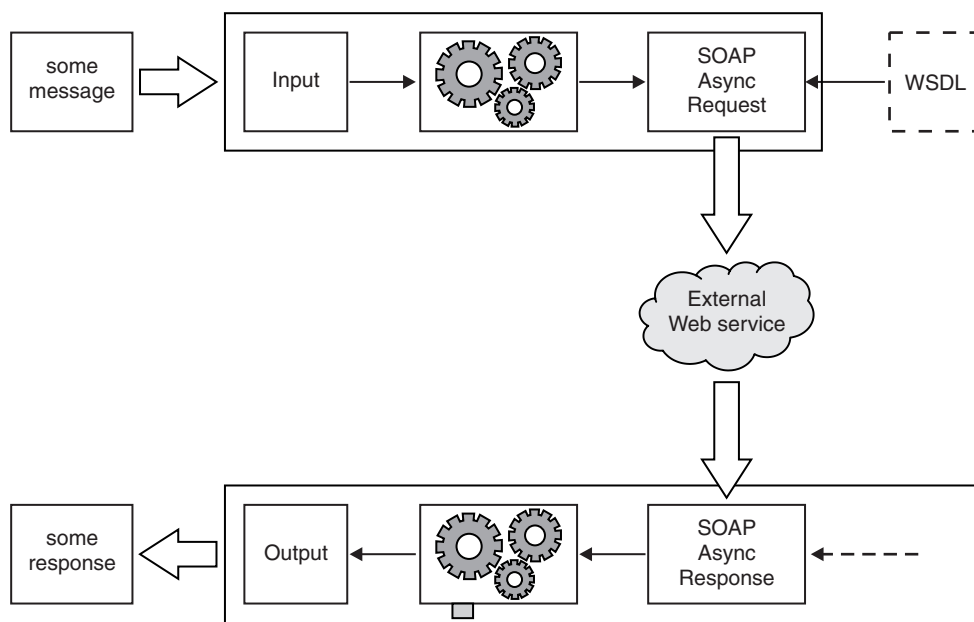 some
message
Input
SOAP
Async
Request
WSDL
External
Web service
some
response
Output
SOAP
Async
Response